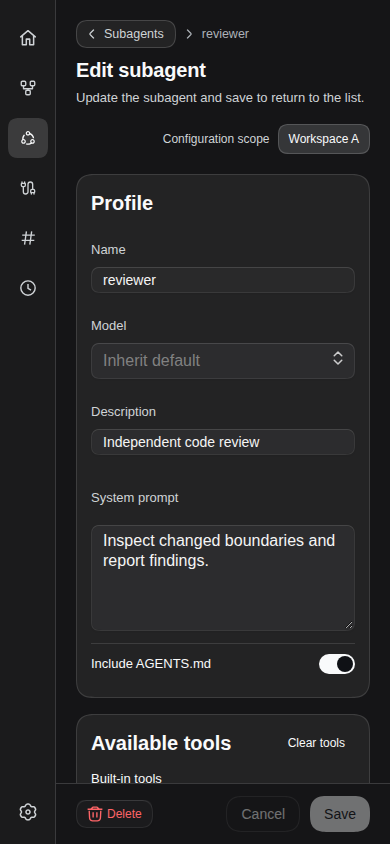 Subagents > reviewer
Edit subagent
Update the subagent and save to return to the list.
Configuration scope Workspace A
Profile
Name
reviewer
Model
Inherit default
Description
Independent code review
System prompt
Inspect changed boundaries and
report findings.
Include AGENTS.md
Available tools Clear tools
Built-in tools
Delete Cancel Save